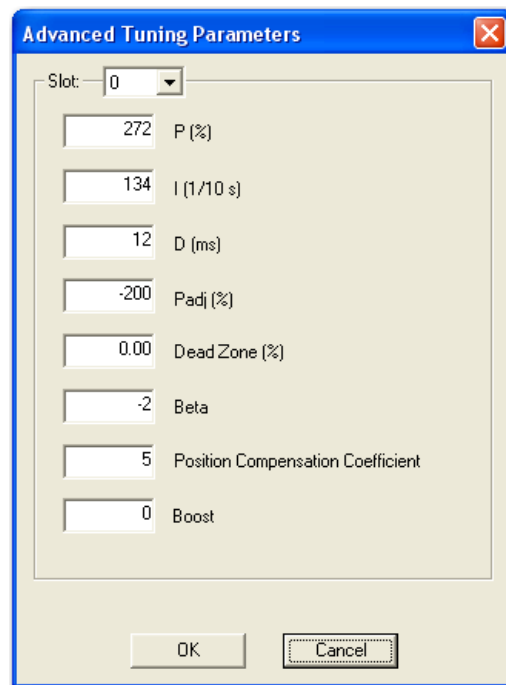 Advanced Tuning Parameters
Slot: 0
272 P (%)
134 I (1/10 s)
12 D (ms)
-200 Padj (%)
0.00 Dead Zone (%)
-2 Beta
5 Position Compensation Coefficient
0 Boost
OK Cancel